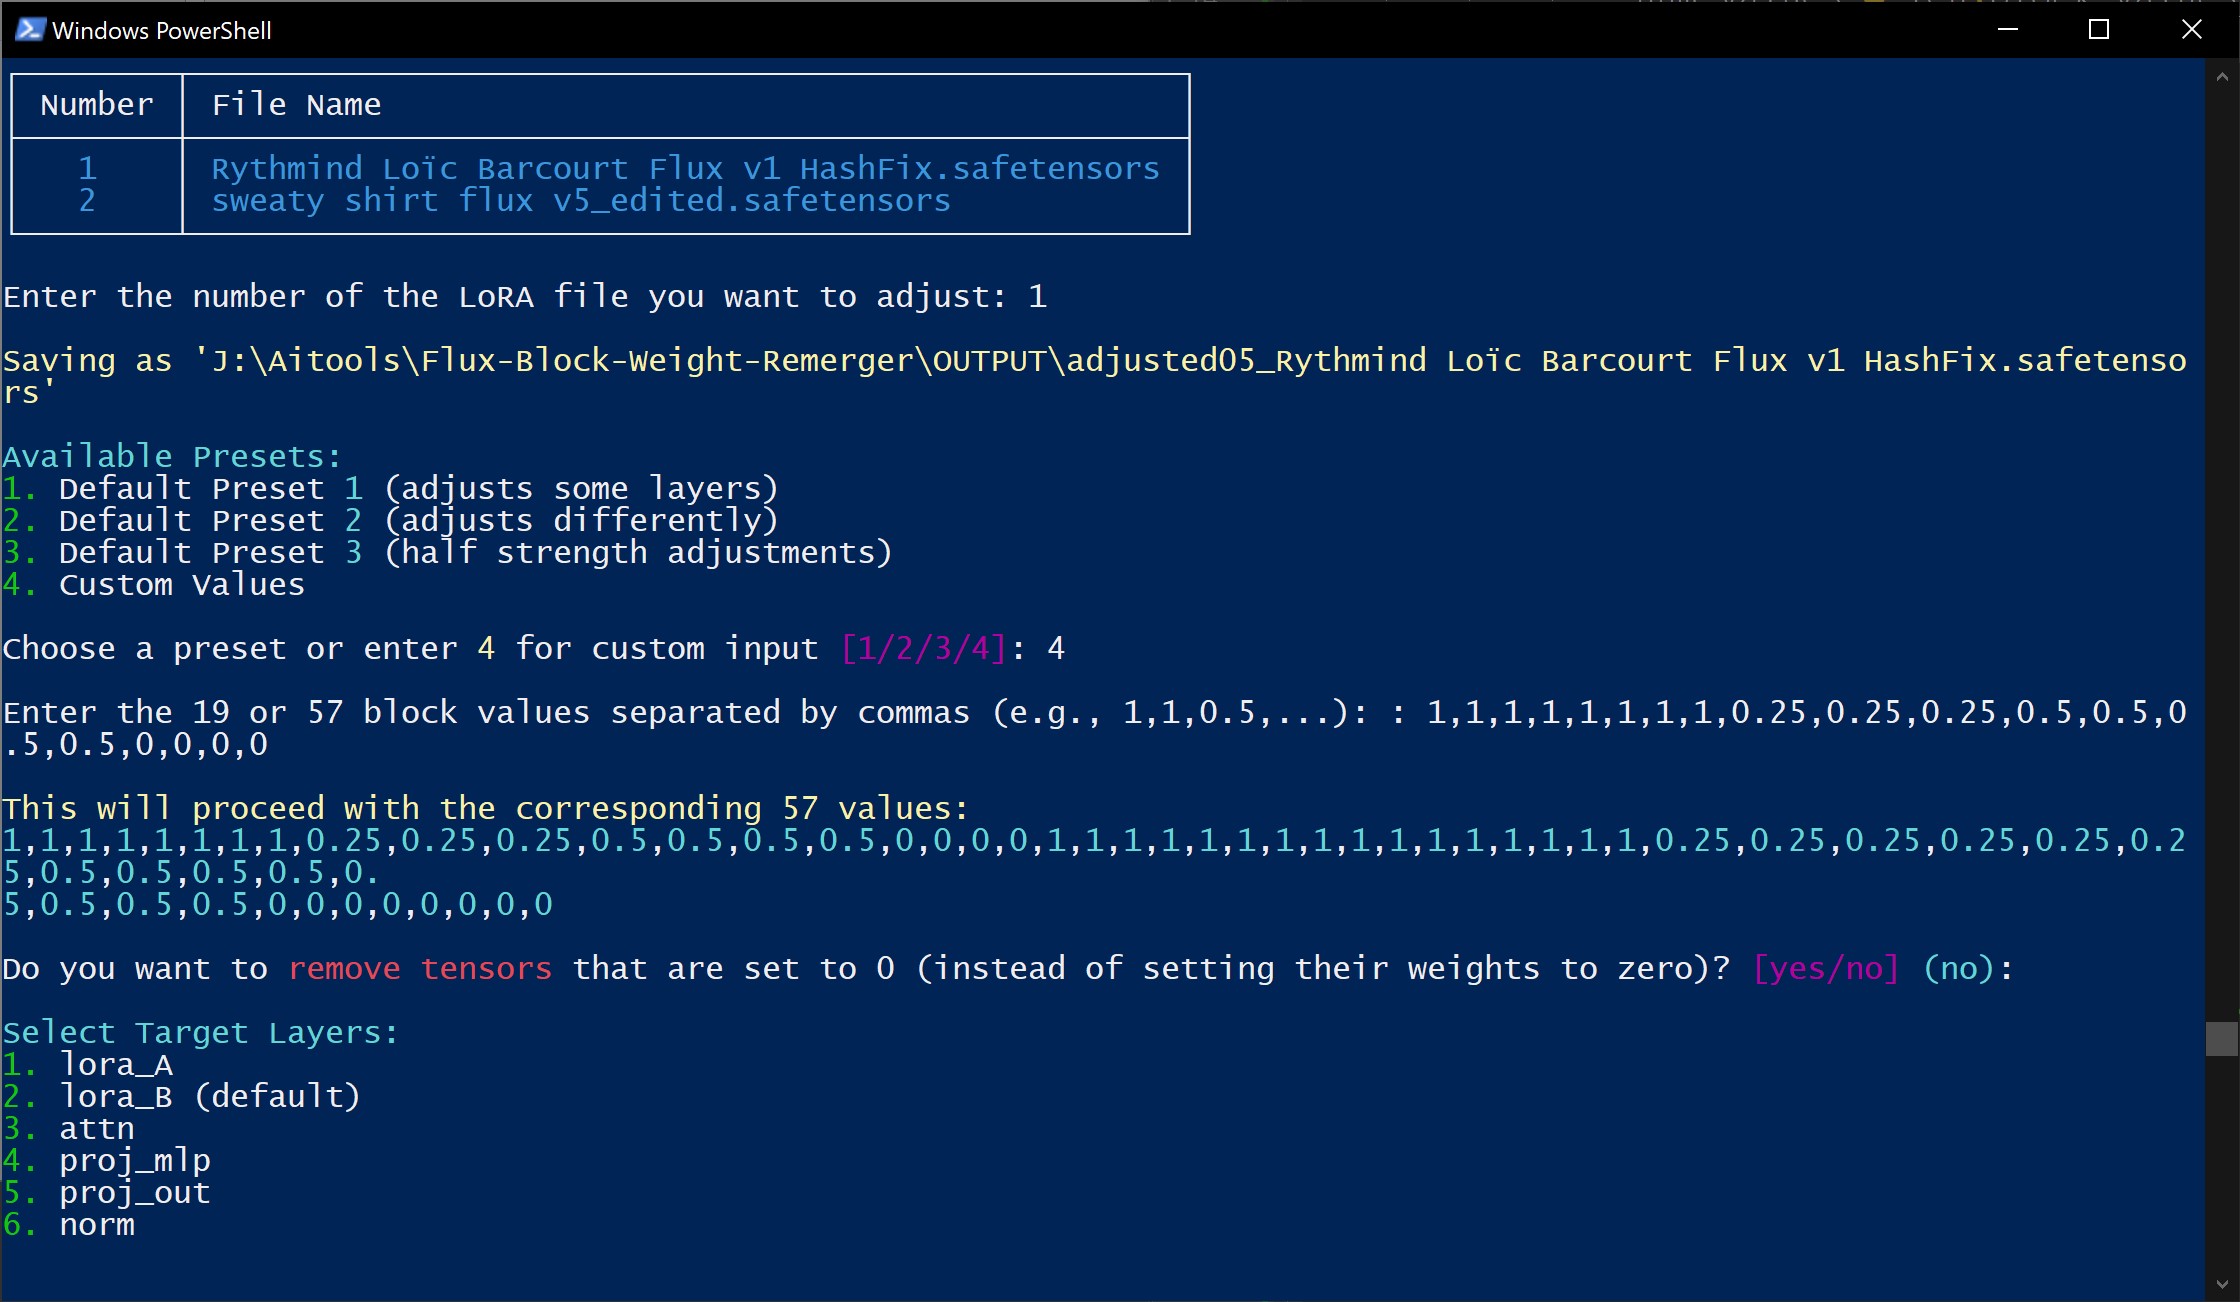 Windows PowerShell
Number File Name
1 Rythmind Loïc Barcourt Flux v1 HashFix.safetensors
2 sweaty shirt flux v5_edited.safetensors
Enter the number of the LoRA file you want to adjust: 1
Saving as 'J:\Aitools\Flux-Block-Weight-Remerger\OUTPUT\adjusted05_Rythmind Loïc Barcourt Flux v1 HashFix.safetenso
rs'
Available Presets:
1. Default Preset 1 (adjusts some layers)
2. Default Preset 2 (adjusts differently)
3. Default Preset 3 (half strength adjustments)
4. Custom Values
Choose a preset or enter 4 for custom input [1/2/3/4]: 4
Enter the 19 or 57 block values separated by commas (e.g., 1,1,0.5,...): : 1,1,1,1,1,1,1,1,0.25,0.25,0.25,0.5,0.5,0
.5,0.5,0,0,0,0
This will proceed with the corresponding 57 values:
1,1,1,1,1,1,1,1,0.25,0.25,0.25,0.5,0.5,0.5,0.5,0,0,0,0,1,1,1,1,1,1,1,1,1,1,1,1,1,1,1,1,0.25,0.25,0.25,0.25,0.25,0.2
5,0.5,0.5,0.5,0.5,0.
5,0.5,0.5,0.5,0,0,0,0,0,0,0,0
Do you want to remove tensors that are set to 0 (instead of setting their weights to zero)? [yes/no] (no):
Select Target Layers:
1. lora_A
2. lora_B (default)
3. attn
4. proj_mlp
5. proj_out
6. norm